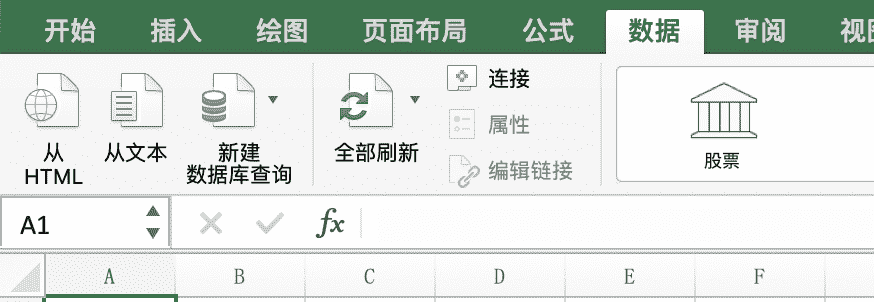 开始 插入 绘图 页面布局 公式 数据 审阅 视图
从 HTML
从文本
新建 数据库查询
全部刷新
连接
属性
编辑链接
股票
A1 fx
A B C D E F